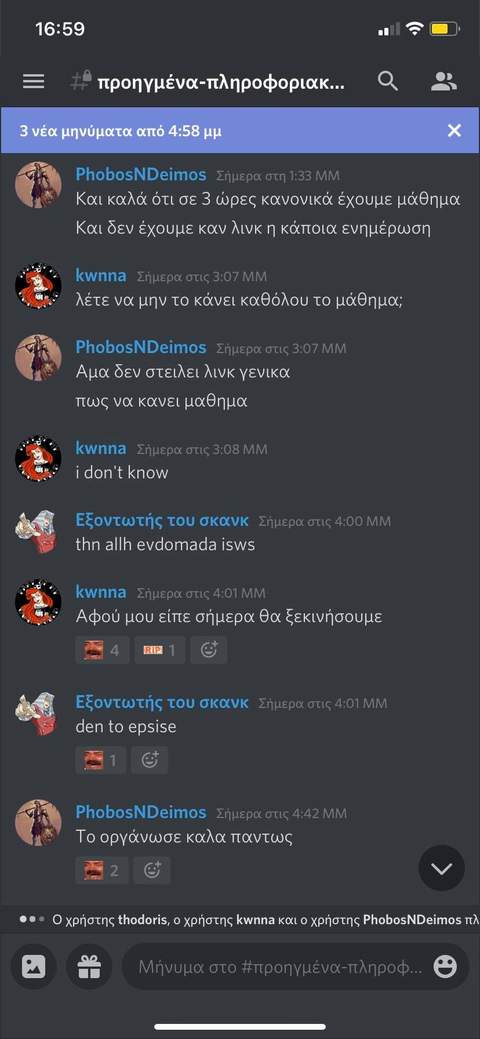 16:59
προηγμένα-πληροφοριακ...
3 νέα μηνύματα από 4:58 μμ
PhobosNDeimos Σήμερα στη 1:33 ΜΜ
Και καλά ότι σε 3 ώρες κανονικά έχουμε μάθημα
Και δεν έχουμε καν λινκ η κάποια ενημέρωση
kwnna Σήμερα στις 3:07 ΜΜ
λέτε να μην το κάνει καθόλου το μάθημα;
PhobosNDeimos Σήμερα στις 3:07 ΜΜ
Αμα δεν στειλει λινκ γενικα
πως να κανει μαθημα
kwnna Σήμερα στις 3:08 ΜΜ
i don't know
Εξοντωτής του σκανκ Σήμερα στις 4:00 ΜΜ
thn allh evdomada isws
kwnna Σήμερα στις 4:01 ΜΜ
Αφού μου είπε σήμερα θα ξεκινήσουμε
4 RIP 1
Εξοντωτής του σκανκ Σήμερα στις 4:01 ΜΜ
den to epsise
1
PhobosNDeimos Σήμερα στις 4:42 ΜΜ
Το οργάνωσε καλα παντως
2
Ο χρήστης thodoris, ο χρήστης kwnna και ο χρήστης PhobosNDeimos πλ
Μήνυμα στο #προηγμένα-πληροφ...